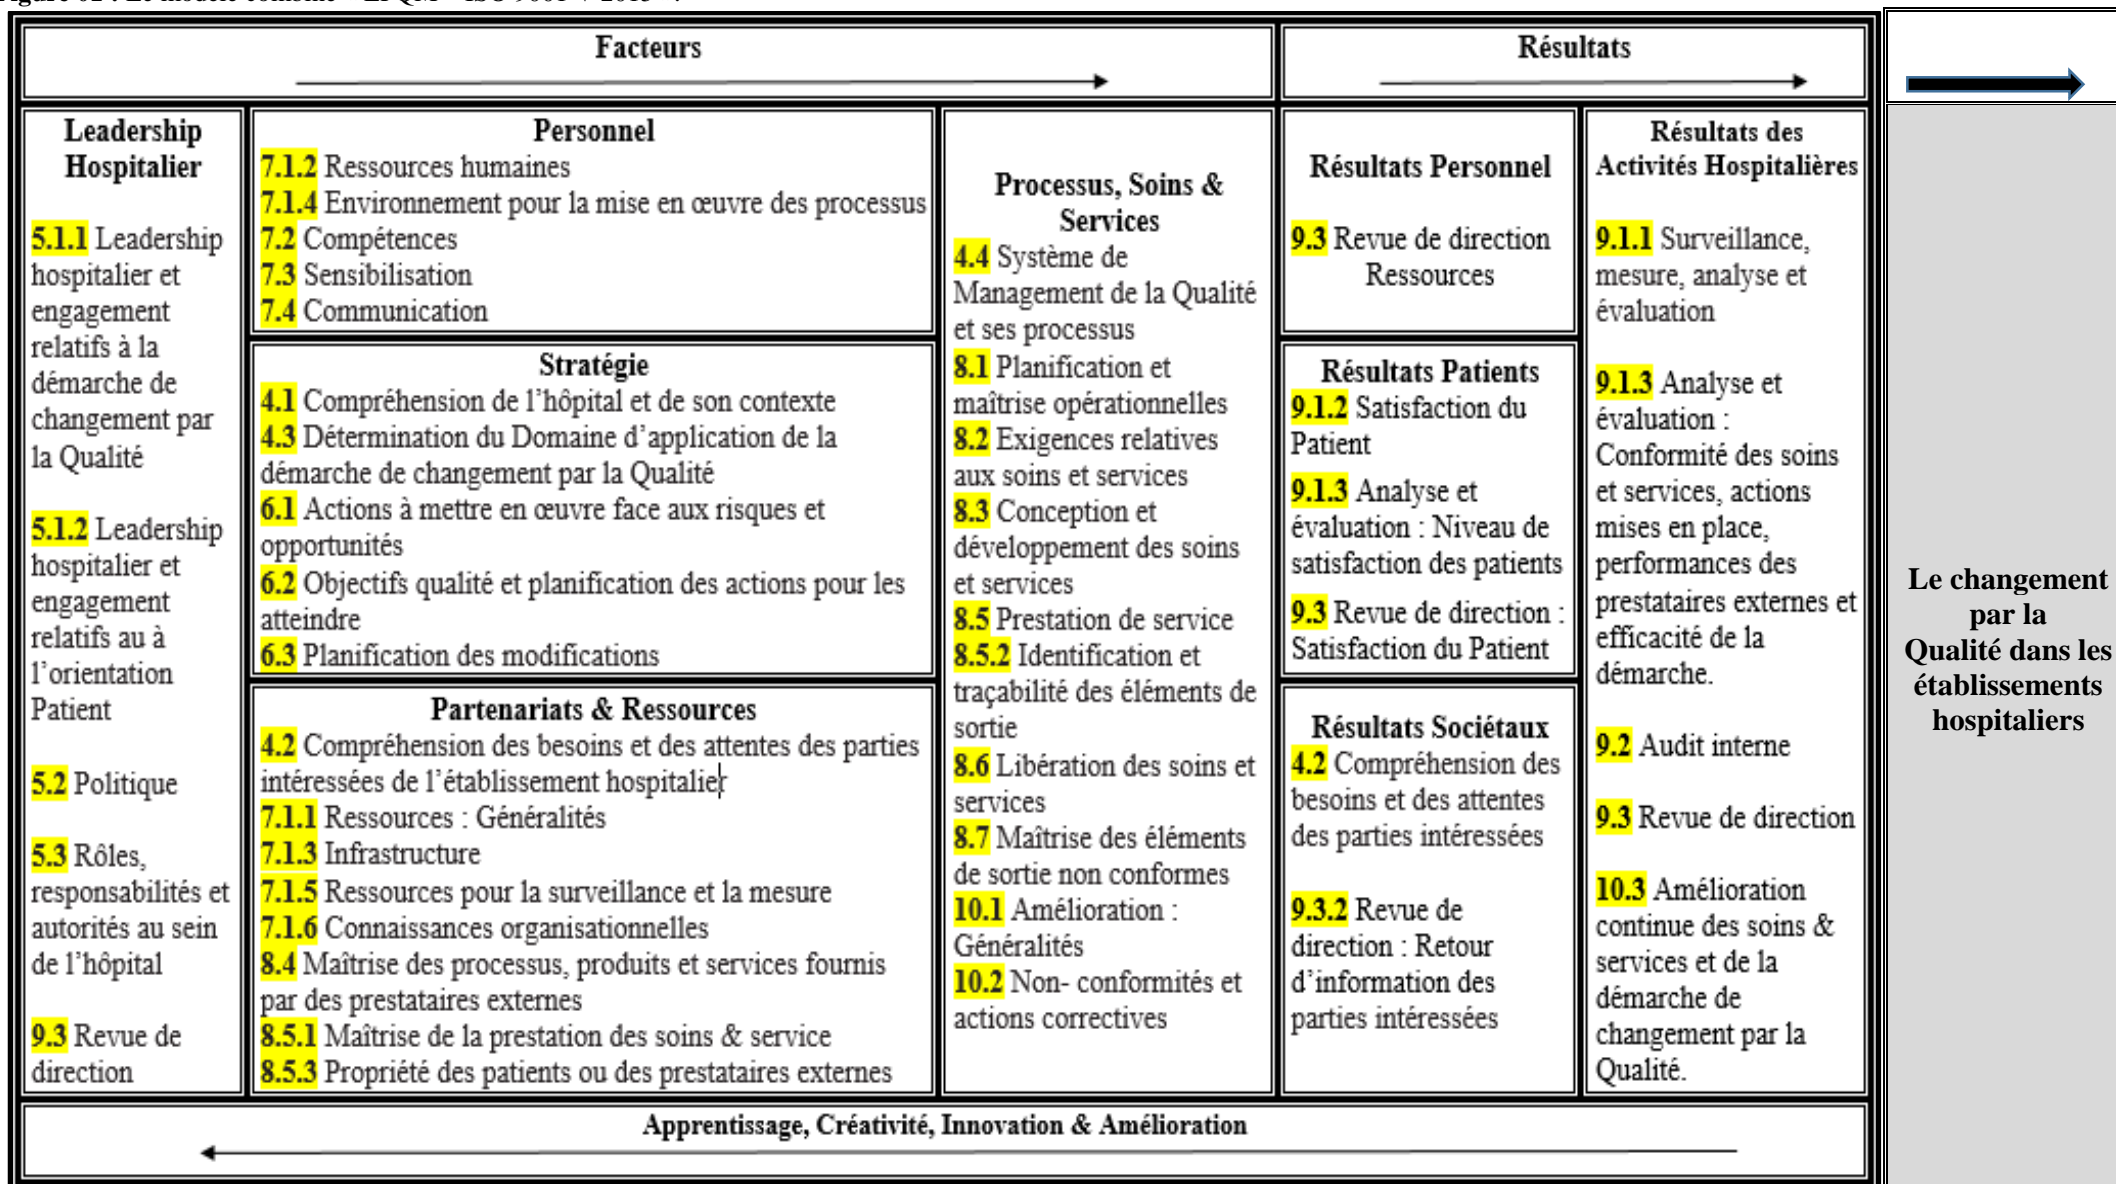 Facteurs
Résultats
Leadership
Hospitalier
5.1.1 Leadership
hospitalier et
engagement
relatifs à la
démarche de
changement par
la Qualité
5.1.2 Leadership
hospitalier et
engagement
relatifs au à
l’orientation
Patient
5.2 Politique
5.3 Rôles,
responsabilités et
autorités au sein
de l’hôpital
9.3 Revue de
direction
Personnel
7.1.2 Ressources humaines
7.1.4 Environnement pour la mise en œuvre des processus
7.2 Compétences
7.3 Sensibilisation
7.4 Communication
Stratégie
4.1 Compréhension de l’hôpital et de son contexte
4.3 Détermination du Domaine d’application de la
démarche de changement par la Qualité
6.1 Actions à mettre en œuvre face aux risques et
opportunités
6.2 Objectifs qualité et planification des actions pour les
atteindre
6.3 Planification des modifications
Partenariats & Ressources
4.2 Compréhension des besoins et des attentes des parties
intéressées de l’établissement hospitalier
7.1.1 Ressources : Généralités
7.1.3 Infrastructure
7.1.5 Ressources pour la surveillance et la mesure
7.1.6 Connaissances organisationnelles
8.4 Maîtrise des processus, produits et services fournis
par des prestataires externes
8.5.1 Maîtrise de la prestation des soins & service
8.5.3 Propriété des patients ou des prestataires externes
Processus, Soins &
Services
4.4 Système de
Management de la Qualité
et ses processus
8.1 Planification et
maîtrise opérationnelles
8.2 Exigences relatives
aux soins et services
8.3 Conception et
développement des soins
et services
8.5 Prestation de service
8.5.2 Identification et
traçabilité des éléments de
sortie
8.6 Libération des soins et
services
8.7 Maîtrise des éléments
de sortie non conformes
10.1 Amélioration :
Généralités
10.2 Non- conformités et
actions correctives
Résultats Personnel
9.3 Revue de direction
Ressources
Résultats Patients
9.1.2 Satisfaction du
Patient
9.1.3 Analyse et
évaluation : Niveau de
satisfaction des patients
9.3 Revue de direction :
Satisfaction du Patient
Résultats Sociétaux
4.2 Compréhension des
besoins et des attentes
des parties intéressées
9.3.2 Revue de
direction : Retour
d’information des
parties intéressées
Résultats des
Activités Hospitalières
9.1.1 Surveillance,
mesure, analyse et
évaluation
9.1.3 Analyse et
évaluation :
Conformité des soins
et services, actions
mises en place,
performances des
prestataires externes et
efficacité de la
démarche.
9.2 Audit interne
9.3 Revue de direction
10.3 Amélioration
continue des soins &
services et de la
démarche de
changement par la
Qualité.
Le changement
par la
Qualité dans les
établissements
hospitaliers
Apprentissage, Créativité, Innovation & Amélioration